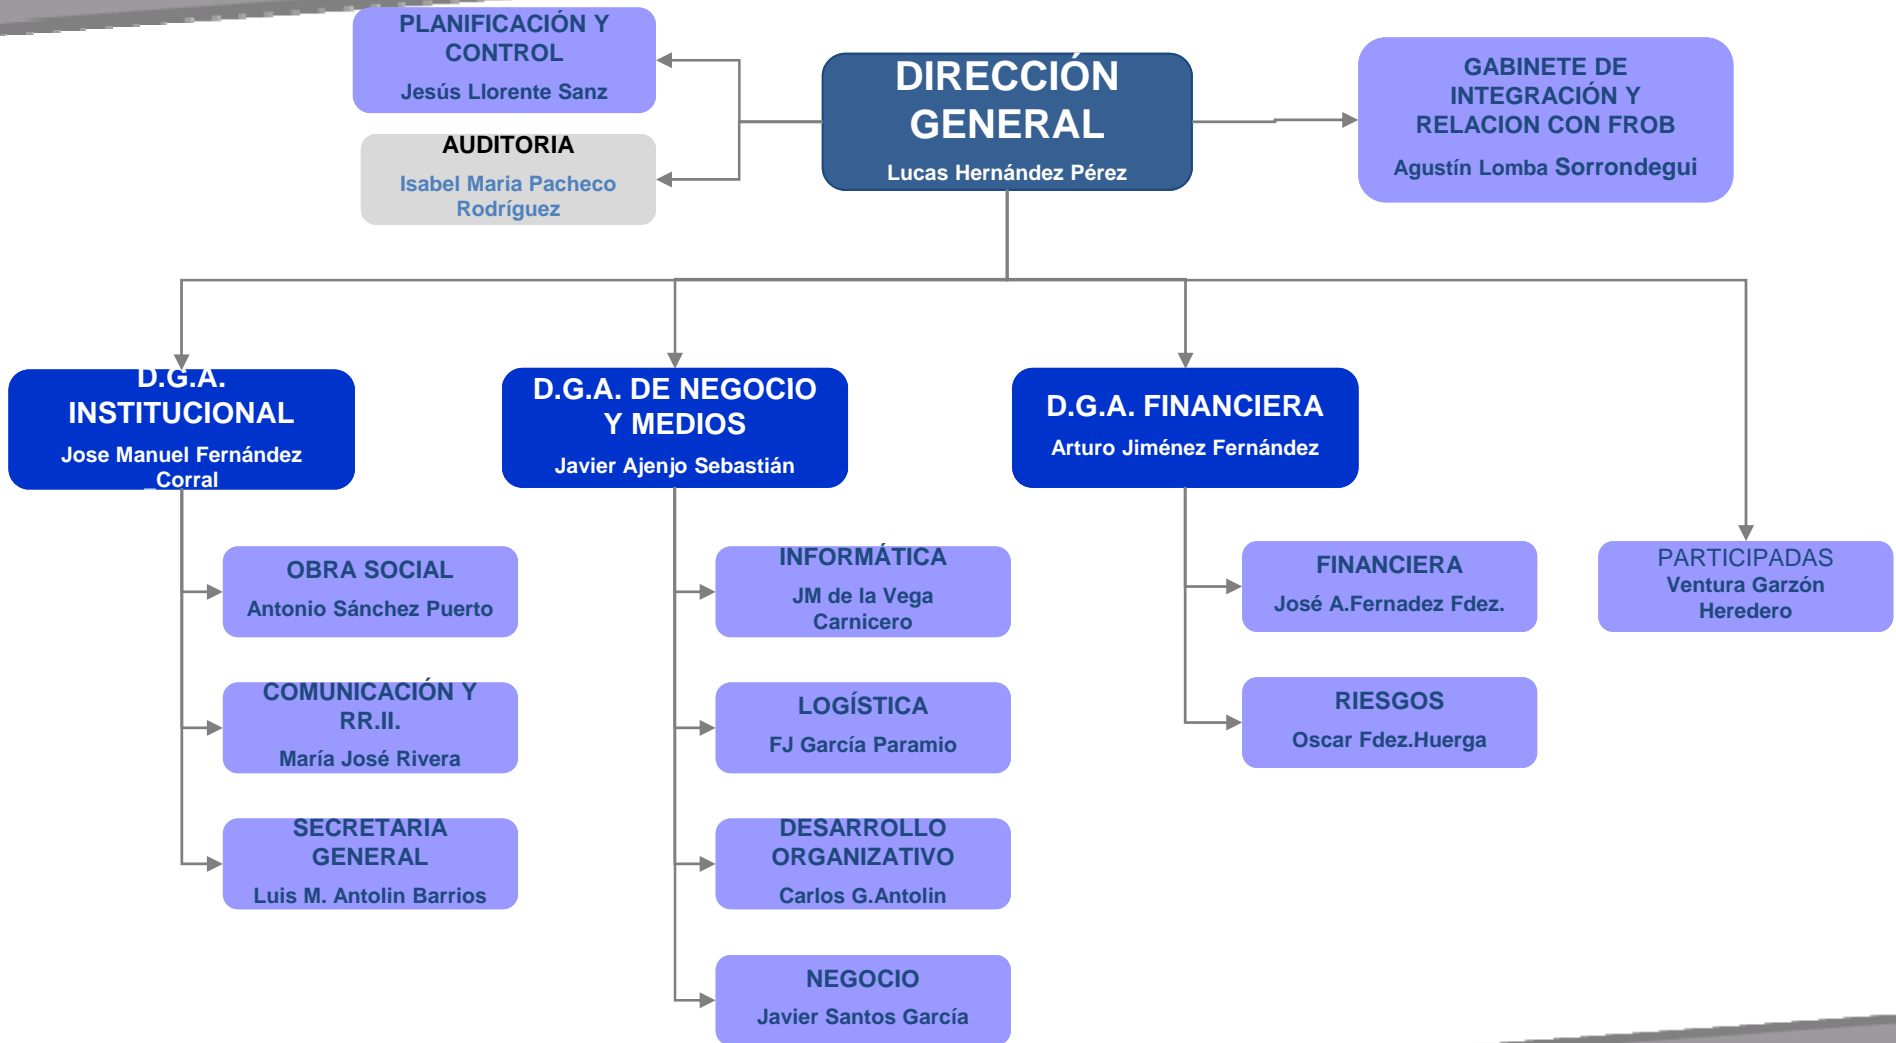 PLANIFICACIÓN Y
CONTROL
Jesús Llorente Sanz
AUDITORIA
Isabel Maria Pacheco
Rodríguez
DIRECCIÓN
GENERAL
Lucas Hernández Pérez
GABINETE DE
INTEGRACIÓN Y
RELACION CON FROB
Agustín Lomba Sorrondegui
D.G.A.
INSTITUCIONAL
Jose Manuel Fernández
_Corral
D.G.A. DE NEGOCIO
Y MEDIOS
Javier Ajenjo Sebastián
D.G.A. FINANCIERA
Arturo Jiménez Fernández
OBRA SOCIAL
Antonio Sánchez Puerto
COMUNICACIÓN Y
RR.II.
María José Rivera
SECRETARIA
GENERAL
Luis M. Antolin Barrios
INFORMÁTICA
JM de la Vega
Carnicero
LOGÍSTICA
FJ García Paramio
DESARROLLO
ORGANIZATIVO
Carlos G.Antolin
NEGOCIO
Javier Santos García
FINANCIERA
José A.Fernadez Fdez.
RIESGOS
Oscar Fdez.Huerga
PARTICIPADAS
Ventura Garzón
Heredero